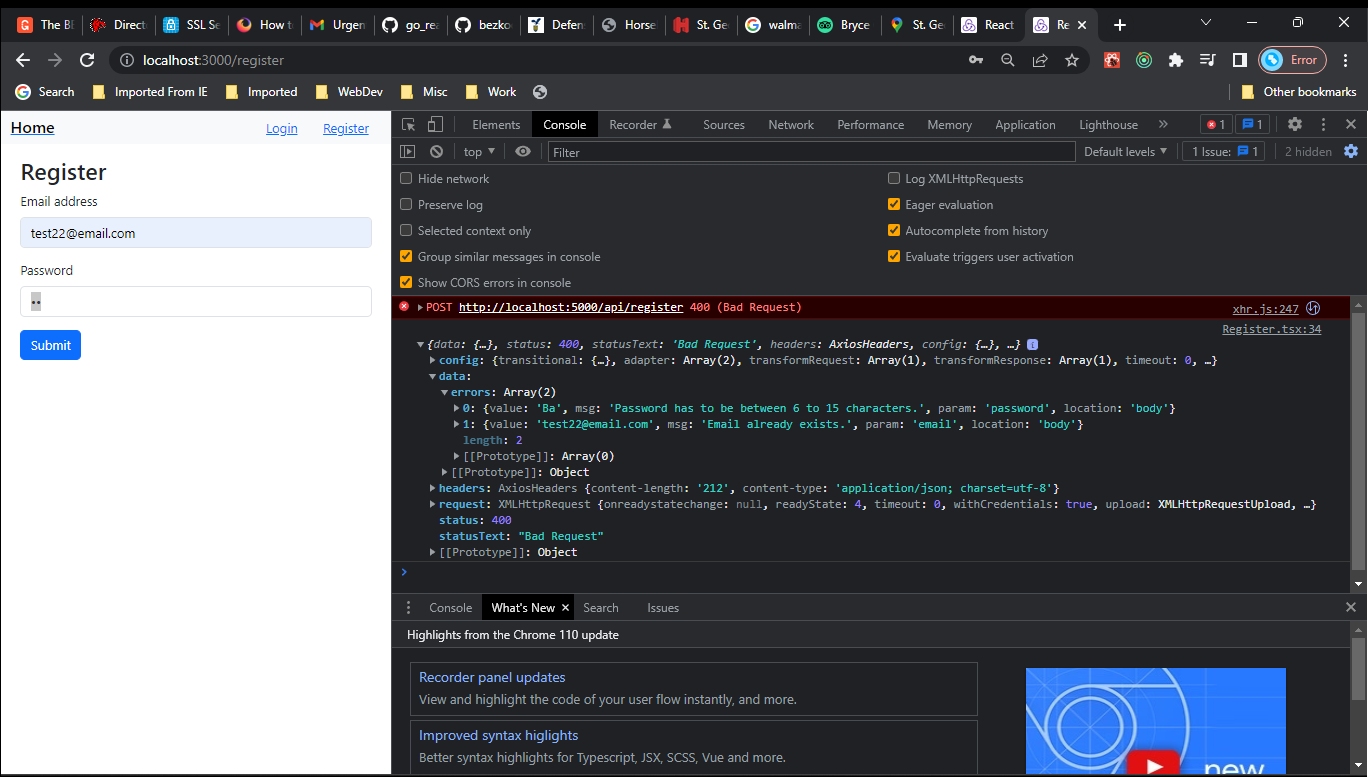 The BE
Direct
SSL Se
How to
Urgen
go_rea
bezko
Defen
Horse
St. Geo
walma
Bryce
St. Geo
React
Re
localhost:3000/register
Error
Search
Imported From IE
Imported
WebDev
Misc
Work
Other bookmarks
Home
Login
Register
Register
Email address
test22@email.com
Password
••
Submit
Elements
Console
Recorder
Sources
Network
Performance
Memory
Application
Lighthouse
»
1
1
top
Filter
Default levels
1 Issue: 1
2 hidden
Hide network
Log XMLHttpRequests
Preserve log
Eager evaluation
Selected context only
Autocomplete from history
Group similar messages in console
Evaluate triggers user activation
Show CORS errors in console
POST http://localhost:5000/api/register 400 (Bad Request)
xhr.js:247
Register.tsx:34
{data: {…}, status: 400, statusText: 'Bad Request', headers: AxiosHeaders, config: {…}, …}
config: {transitional: {…}, adapter: Array(2), transformRequest: Array(1), transformResponse: Array(1), timeout: 0, …}
data:
errors: Array(2)
0: {value: 'Ba', msg: 'Password has to be between 6 to 15 characters.', param: 'password', location: 'body'}
1: {value: 'test22@email.com', msg: 'Email already exists.', param: 'email', location: 'body'}
length: 2
[[Prototype]]: Array(0)
[[Prototype]]: Object
headers: AxiosHeaders {content-length: '212', content-type: 'application/json; charset=utf-8'}
request: XMLHttpRequest {onreadystatechange: null, readyState: 4, timeout: 0, withCredentials: true, upload: XMLHttpRequestUpload, …}
status: 400
statusText: "Bad Request"
[[Prototype]]: Object
Console
What's New
Search
Issues
Highlights from the Chrome 110 update
Recorder panel updates
View and highlight the code of your user flow instantly, and more.
Improved syntax higlights
Better syntax highlights for Typescript, JSX, SCSS, Vue and more.
new